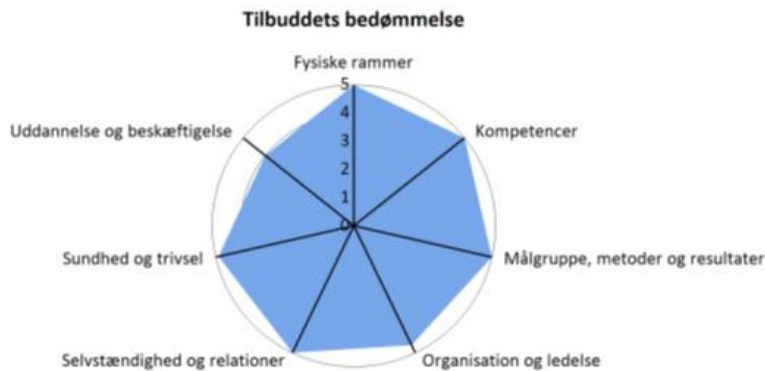 Tilbuddets bedømmelse
Fysiske rammer
5
4
3
2
1
0
Uddannelse og beskæftigelse
Kompetencer
Sundhed og trivsel
Målgruppe, metoder og resultater
Selvstændighed og relationer
Organisation og ledelse